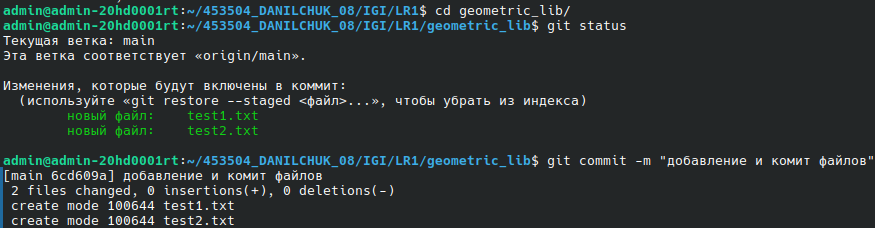 admin@admin-20hd0001rt:~/453504_DANILCHUK_08/IGI/LR1$ cd geometric_lib/
admin@admin-20hd0001rt:~/453504_DANILCHUK_08/IGI/LR1/geometric_lib$ git status
Текущая ветка: main
Эта ветка соответствует «origin/main».
Изменения, которые будут включены в коммит:
(используйте «git restore --staged <файл>...», чтобы убрать из индекса)
новый файл:    test1.txt
новый файл:    test2.txt
admin@admin-20hd0001rt:~/453504_DANILCHUK_08/IGI/LR1/geometric_lib$ git commit -m "добавление и комит файлов"
[main 6cd609a] добавление и комит файлов
2 files changed, 0 insertions(+), 0 deletions(-)
create mode 100644 test1.txt
create mode 100644 test2.txt